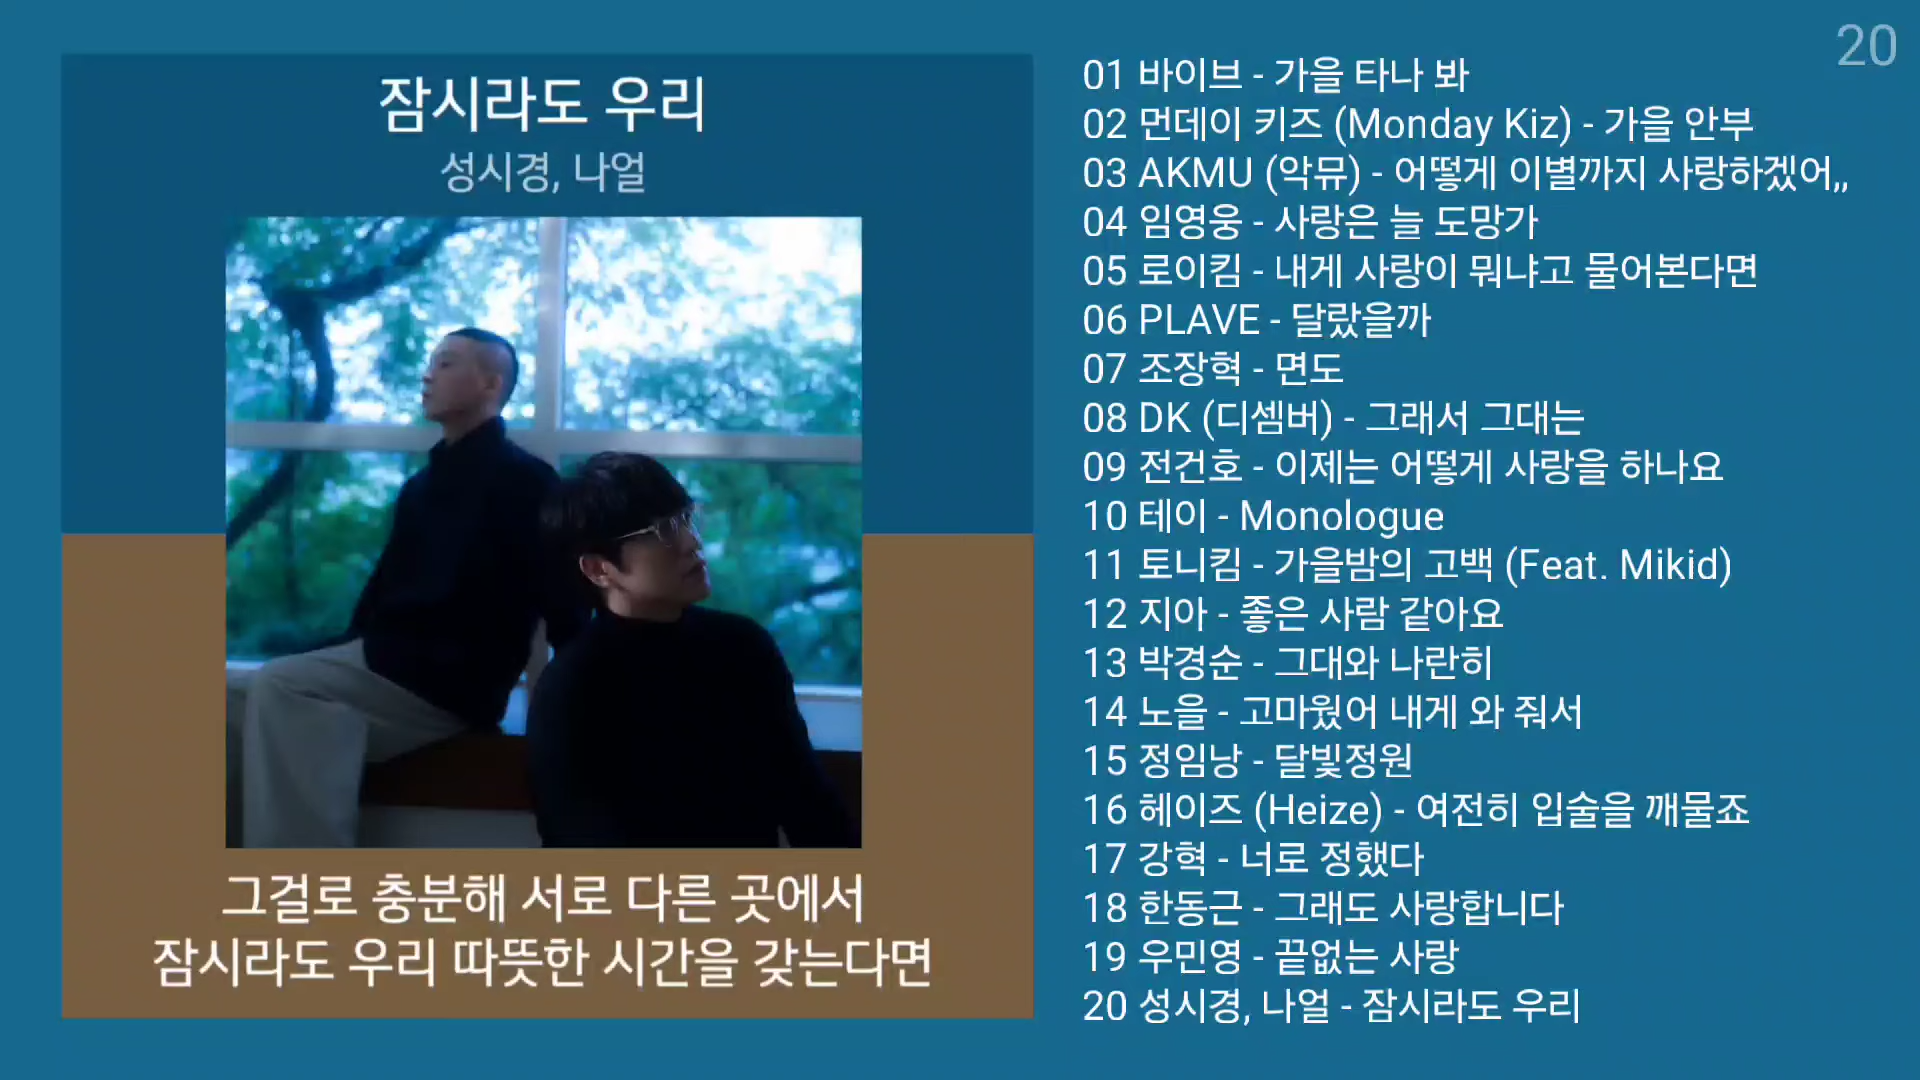 잠시라도 우리
성시경, 나얼
그걸로 충분해 서로 다른 곳에서
잠시라도 우리 따뜻한 시간을 갖는다면
20
01 바이브 - 가을 타나 봐
02 먼데이 키즈 (Monday Kiz) - 가을 안부
03 AKMU (악뮤) - 어떻게 이별까지 사랑하겠어,,
04 임영웅 - 사랑은 늘 도망가
05 로이킴 - 내게 사랑이 뭐냐고 물어본다면
06 PLAVE - 달랐을까
07 조장혁 - 면도
08 DK (디셈버) - 그래서 그대는
09 전건호 - 이제는 어떻게 사랑을 하나요
10 테이 - Monologue
11 토니킴 - 가을밤의 고백 (Feat. Mikid)
12 지아 - 좋은 사람 같아요
13 박경순 - 그대와 나란히
14 노을 - 고마웠어 내게 와 줘서
15 정임낭 - 달빛정원
16 헤이즈 (Heize) - 여전히 입술을 깨물죠
17 강혁 - 너로 정했다
18 한동근 - 그래도 사랑합니다
19 우민영 - 끝없는 사랑
20 성시경, 나얼 - 잠시라도 우리